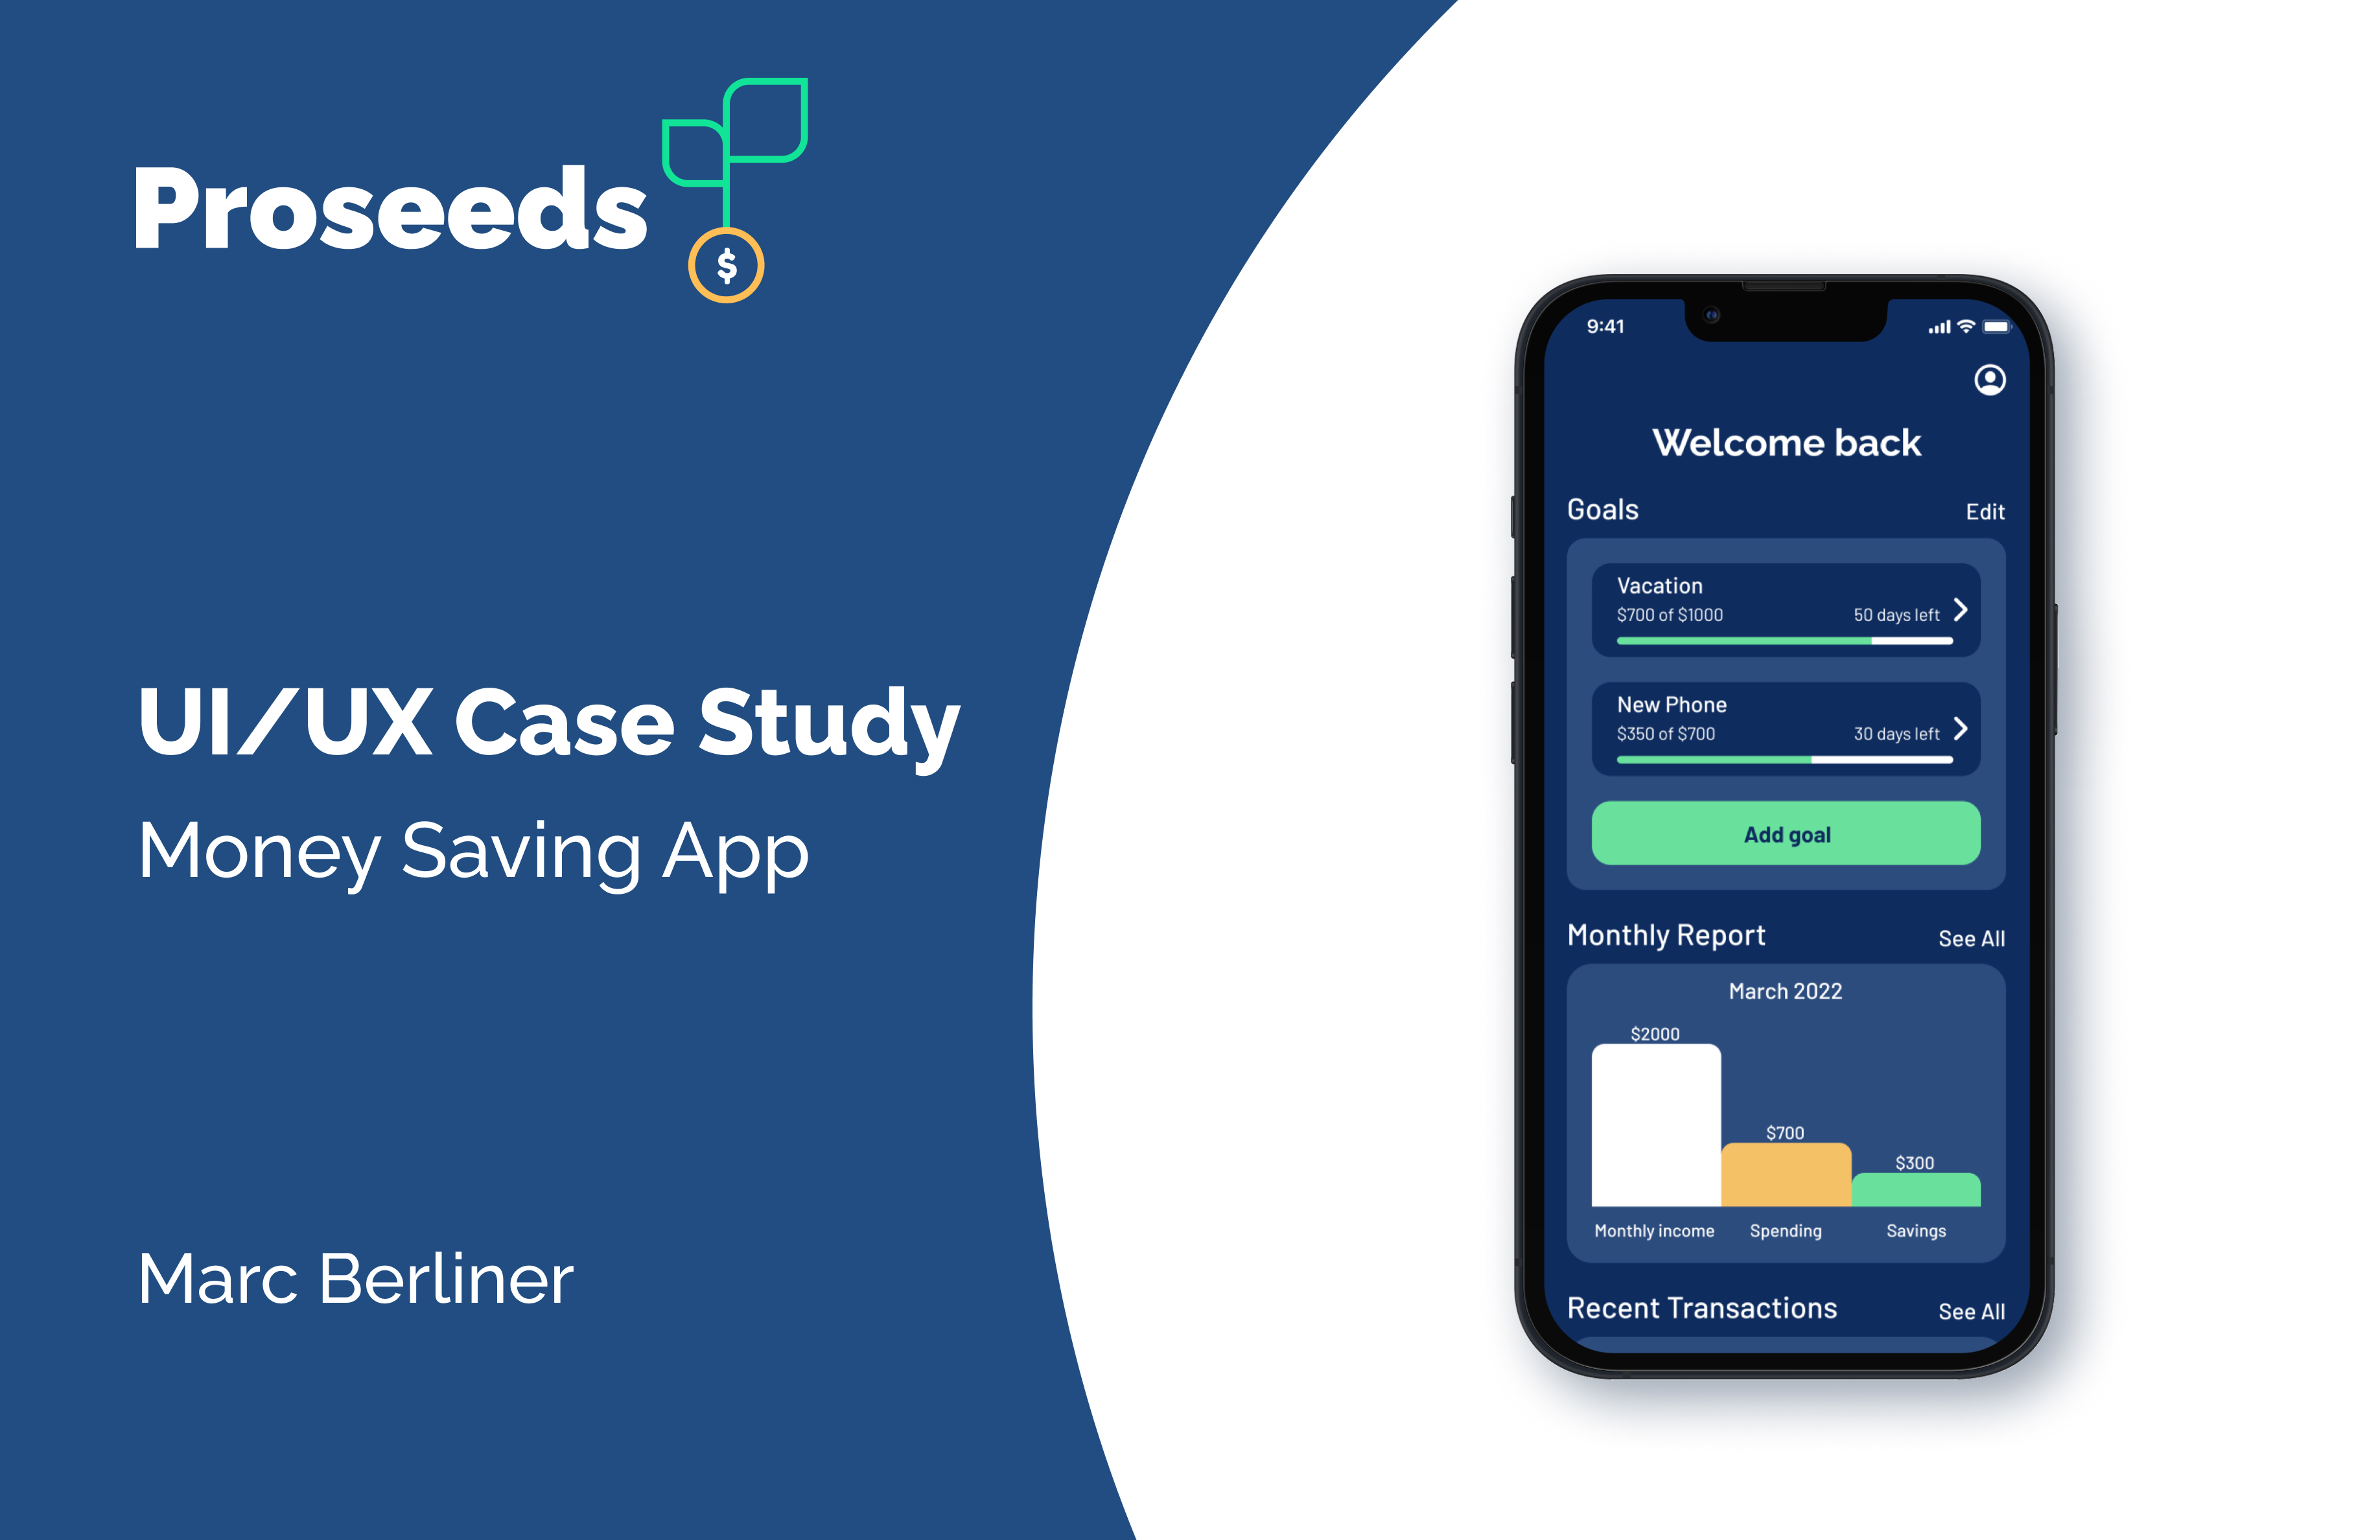 Proseeds
$
UI/UX Case Study
Money Saving App
Marc Berliner
9:41
Welcome back
Goals
Edit
Vacation
$700 of $1000
50 days left
New Phone
$350 of $700
30 days left
Add goal
Monthly Report
See All
March 2022
$2000
$700
$300
Monthly income
Spending
Savings
Recent Transactions
See All